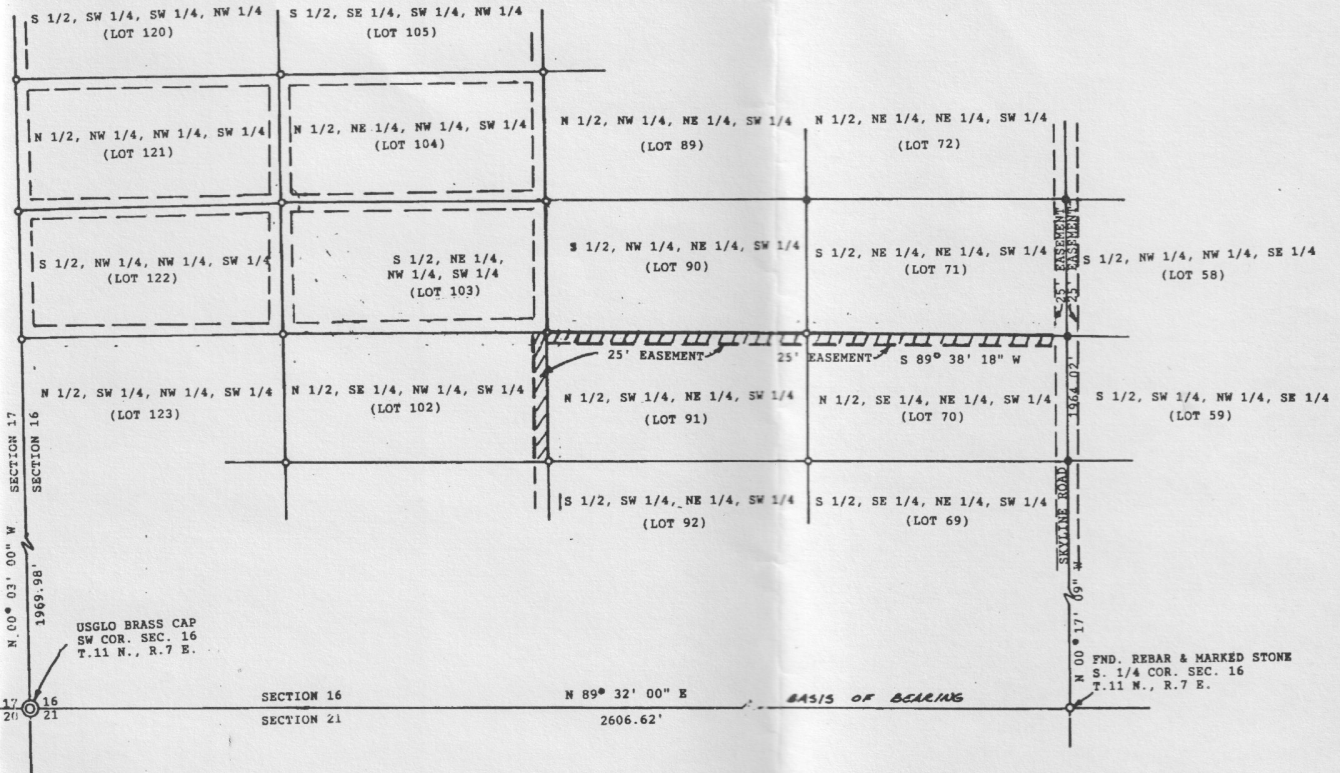 S 1/2, SW 1/4, SW 1/4, NW 1/4
(LOT 120)
S 1/2, SE 1/4, SW 1/4, NW 1/4
(LOT 105)
N 1/2, NW 1/4, NW 1/4, SW 1/4
(LOT 121)
N 1/2, NE 1/4, NW 1/4, SW 1/4
(LOT 104)
N 1/2, NW 1/4, NE 1/4, SW 1/4
(LOT 89)
N 1/2, NE 1/4, NE 1/4, SW 1/4
(LOT 72)
S 1/2, NW 1/4, NW 1/4, SW 1/4
(LOT 122)
S 1/2, NE 1/4,
NW 1/4, SW 1/4
(LOT 103)
S 1/2, NW 1/4, NE 1/4, SW 1/4
(LOT 90)
S 1/2, NE 1/4, NE 1/4, SW 1/4
(LOT 71)
25' EASEMENT
25' EASEMENT
S 1/2, NW 1/4, NW 1/4, SE 1/4
(LOT 58)
25' EASEMENT
25' EASEMENT
S 89° 38' 18" W
N 1/2, SW 1/4, NW 1/4, SW 1/4
(LOT 123)
N 1/2, SE 1/4, NW 1/4, SW 1/4
(LOT 102)
N 1/2, SW 1/4, NE 1/4, SW 1/4
(LOT 91)
N 1/2, SE 1/4, NE 1/4, SW 1/4
(LOT 70)
1964.02'
S 1/2, SW 1/4, NW 1/4, SE 1/4
(LOT 59)
SECTION 17
SECTION 16
S 1/2, SW 1/4, NE 1/4, SW 1/4
(LOT 92)
S 1/2, SE 1/4, NE 1/4, SW 1/4
(LOT 69)
SKYLINE ROAD
N 00° 03' 00" W
1969.98'
N 00° 17' 09" W
USGLO BRASS CAP
SW COR. SEC. 16
T.11 N., R.7 E.
FND. REBAR & MARKED STONE
S. 1/4 COR. SEC. 16
T.11 N., R.7 E.
17 16
20 21
SECTION 16
SECTION 21
N 89° 32' 00" E
2606.62'
BASIS OF BEARING